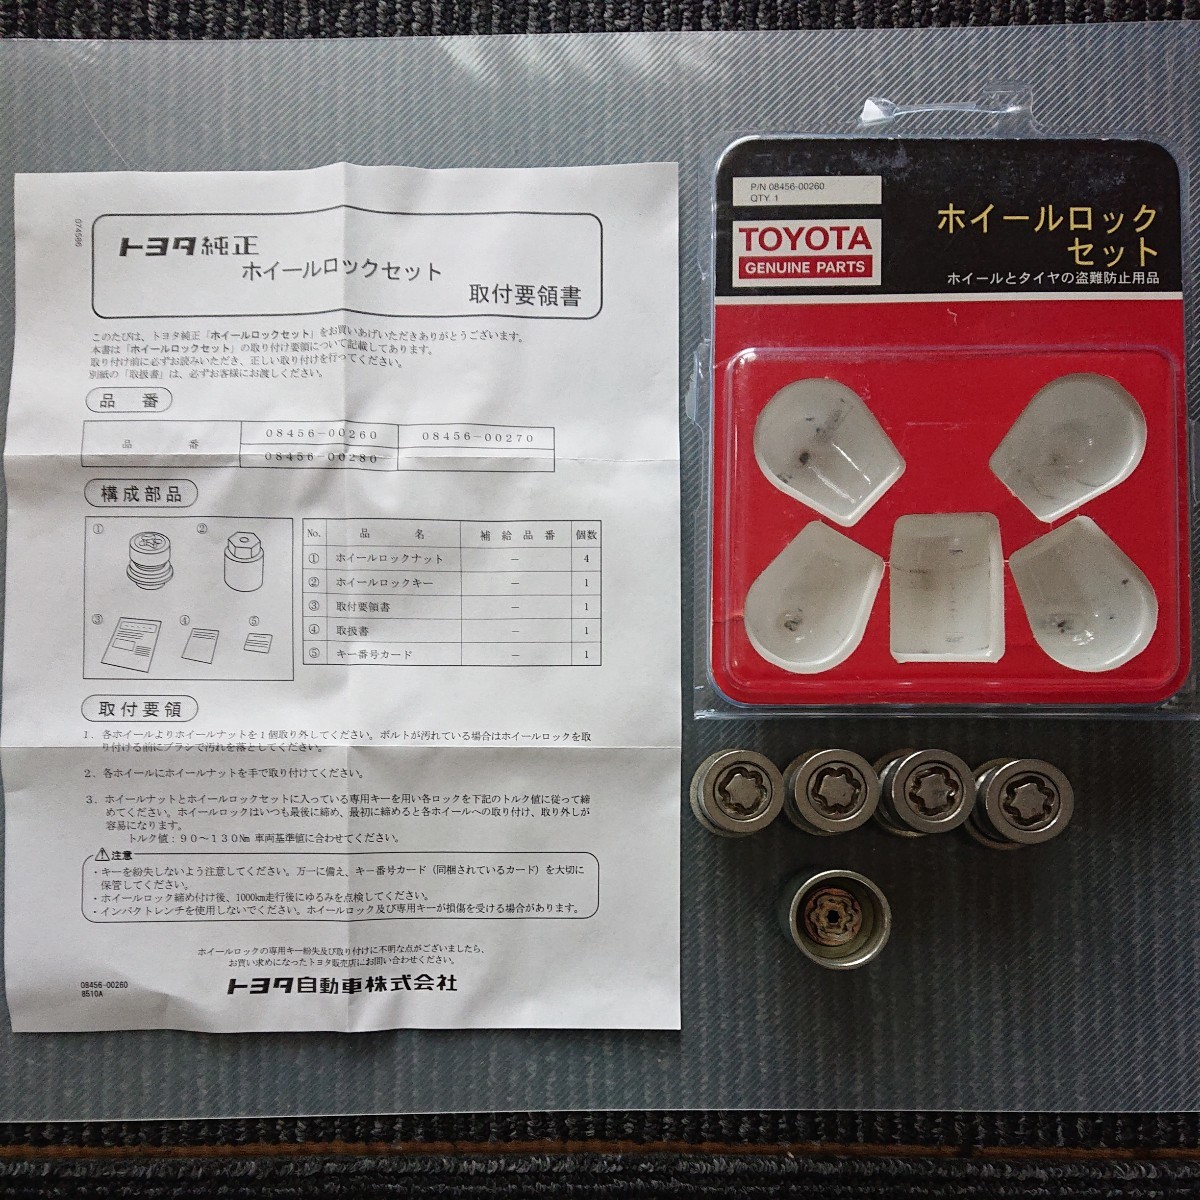 074586
トヨタ純正
ホイールロックセット
取付要領書
このたびは、トヨタ純正「ホイールロックセット」をお買いあげいただきありがとうございます。
本書は「ホイールロックセット」の取り付け要領について記載してあります。
取り付け前に必ずお読みいただき、正しい取り付けを行ってください。
別紙の「取扱書」は、必ずお客様にお渡しください。
品 番
品 番 08456-00260 08456-00270
08456-00280
構成部品
① ② ③ ④ ⑤
No. 品 名 補給品番 個数
① ホイールロックナット － 4
② ホイールロックキー － 1
③ 取付要領書 － 1
④ 取扱書 － 1
⑤ キー番号カード － 1
取付要領
1．各ホイールよりホイールナットを1個取り外してください。ボルトが汚れている場合はホイールロックを取
り付ける前にブラシで汚れを落としてください。
2．各ホイールにホイールナットを手で取り付けてください。
3．ホイールナットとホイールロックセットに入っている専用キーを用い各ロックを下記のトルク値に従って締
めてください。ホイールロックはいつも最後に締め、最初に締めると各ホイールへの取り付け、取り外しが
容易になります。
トルク値：90～130Nm 車両基準値に合わせてください。
注意
・キーを紛失しないよう注意してください。万一に備え、キー番号カード（同梱されているカード）を大切に
保管してください。
・ホイールロック締め付け後、1000km走行後にゆるみを点検してください。
・インパクトレンチを使用しないでください。ホイールロック及び専用キーが損傷を受ける場合があります。
ホイールロックの専用キー紛失及び取り付けに不明な点がございましたら、
お買い求めになったトヨタ販売店にお問い合わせください。
トヨタ自動車株式会社
08456-00260
8510A
P/N 08456-00260
QTY. 1
TOYOTA
GENUINE PARTS
ホイールロック
セット
ホイールとタイヤの盗難防止用品